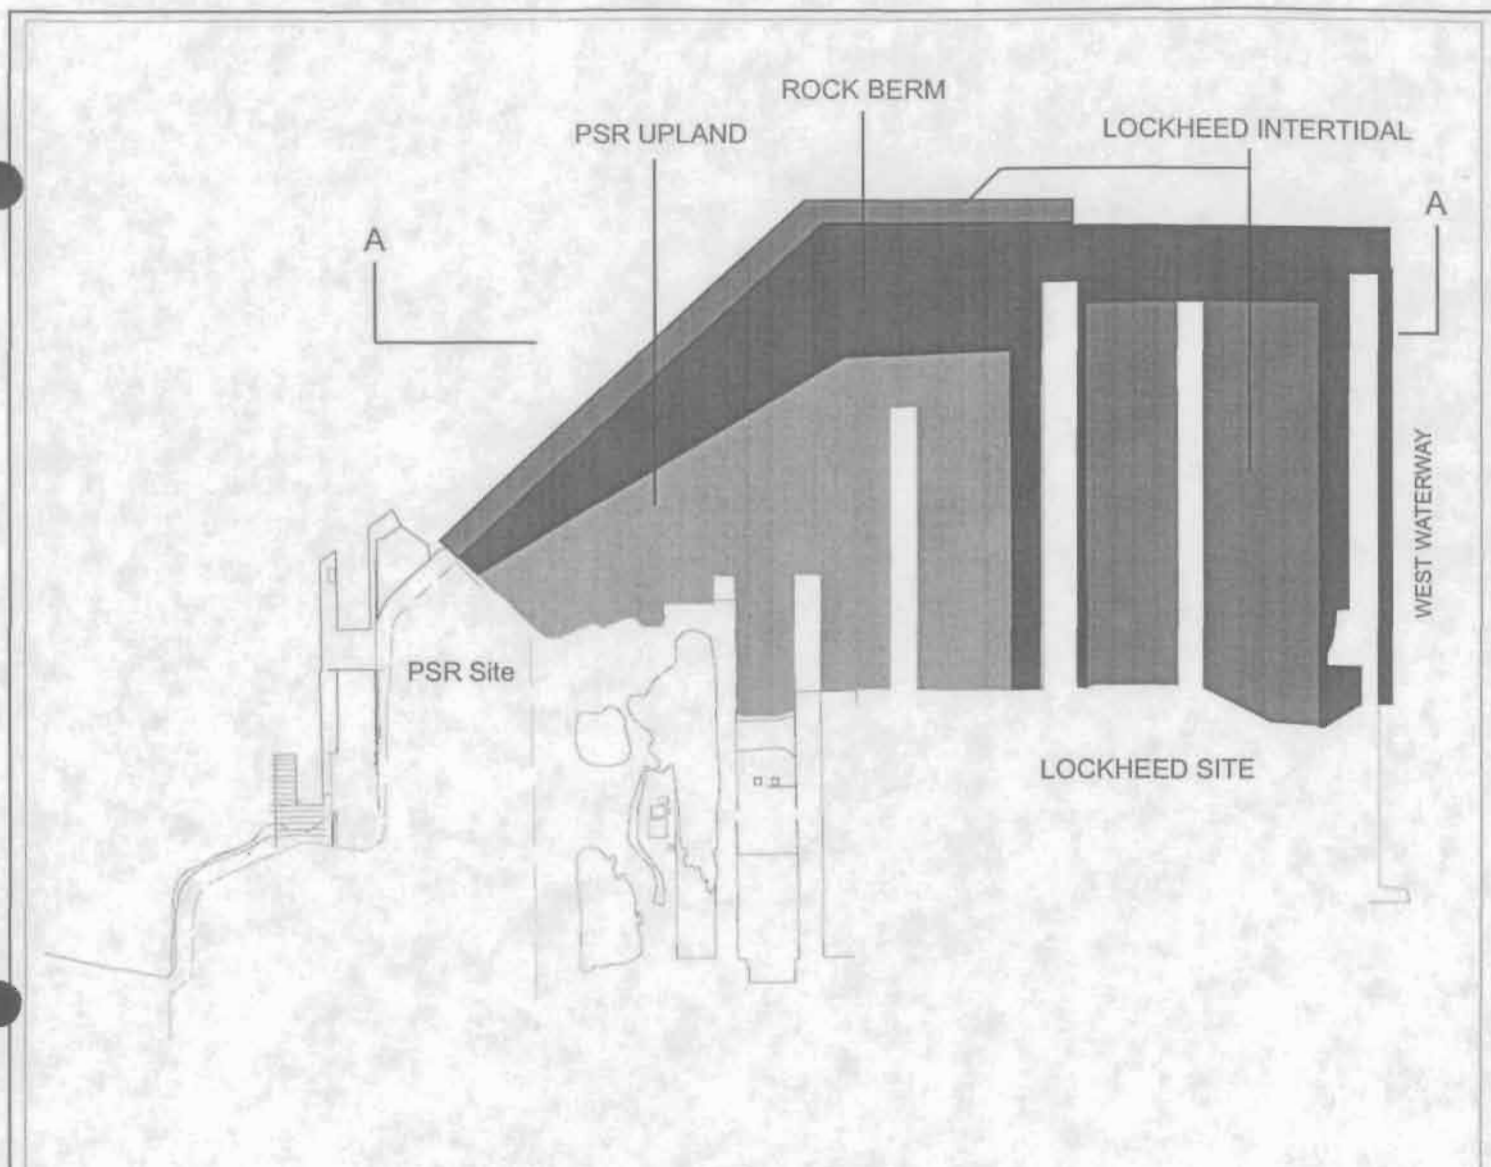 ROCK BERM
PSR UPLAND
LOCKHEED INTERTIDAL
A
A
WEST WATERWAY
PSR Site
LOCKHEED SITE